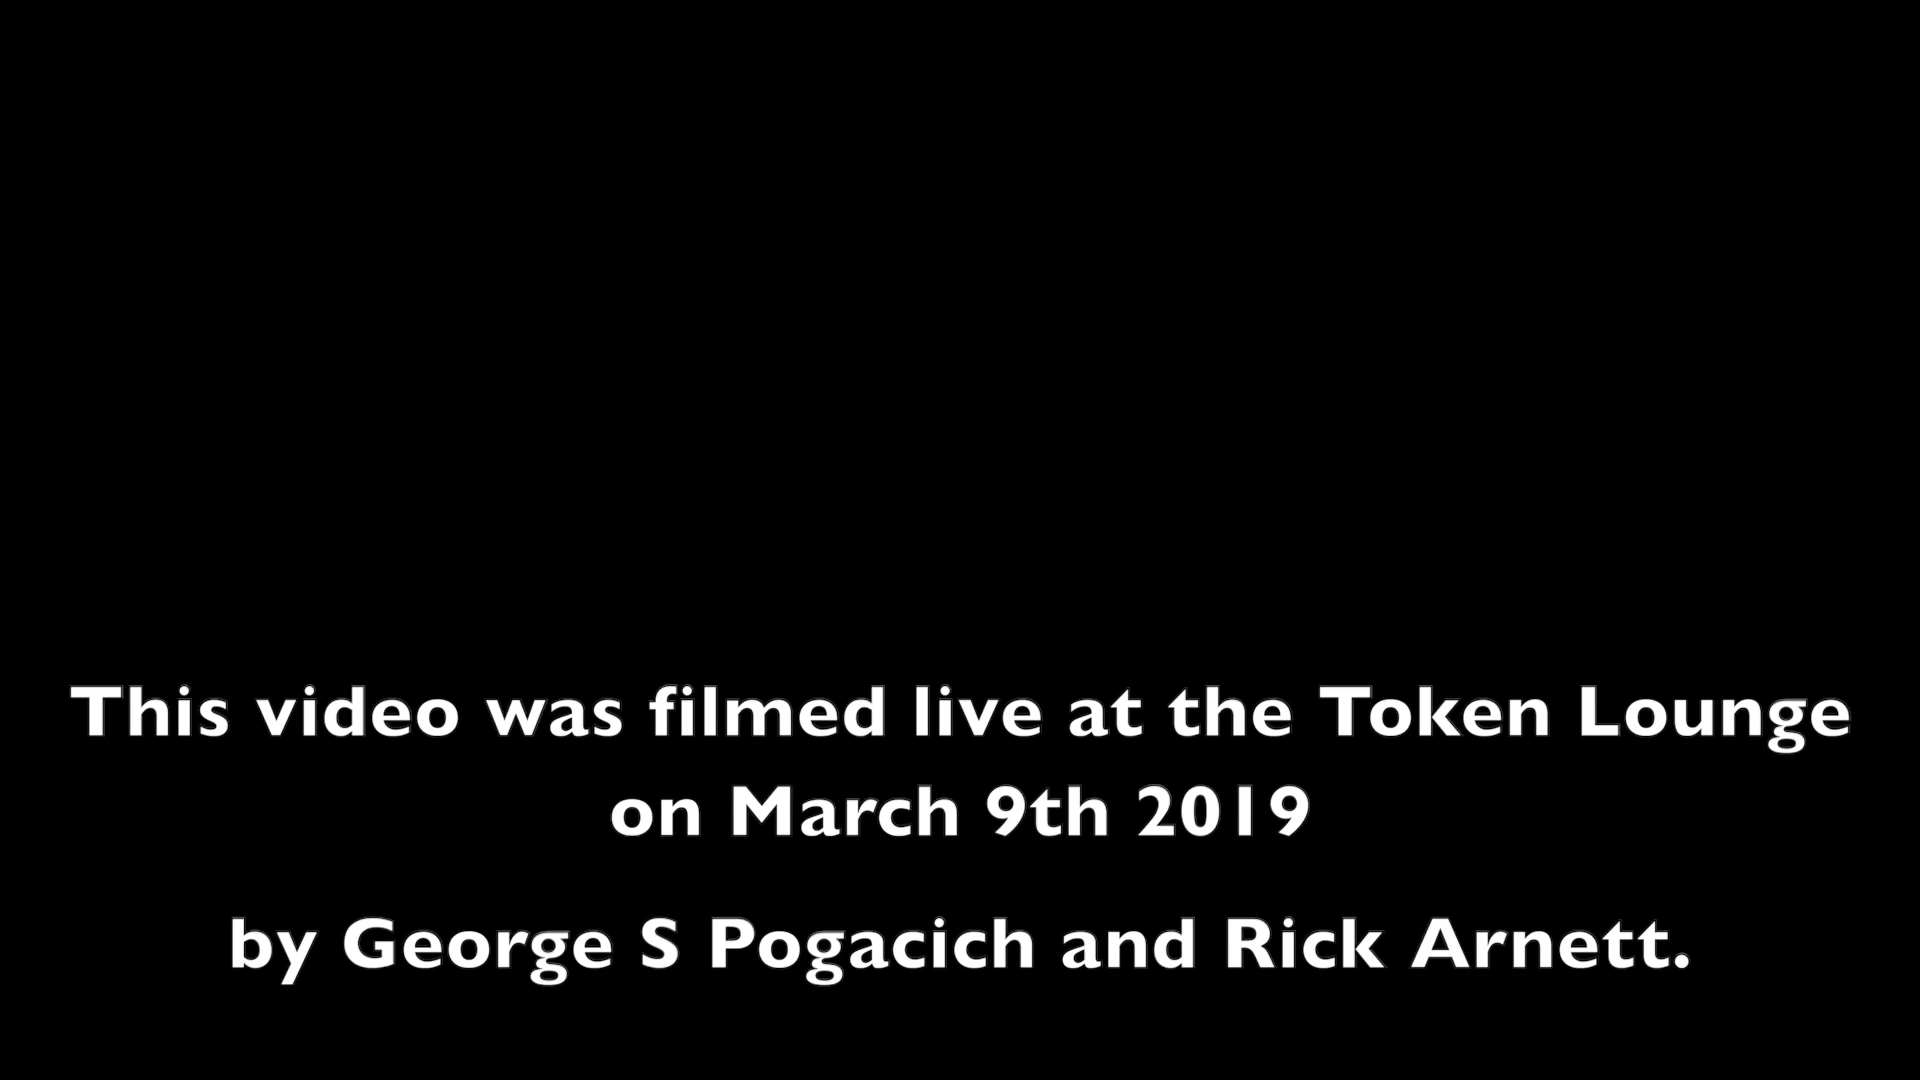 This video was filmed live at the Token Lounge
on March 9th 2019
by George S Pogacich and Rick Arnett.